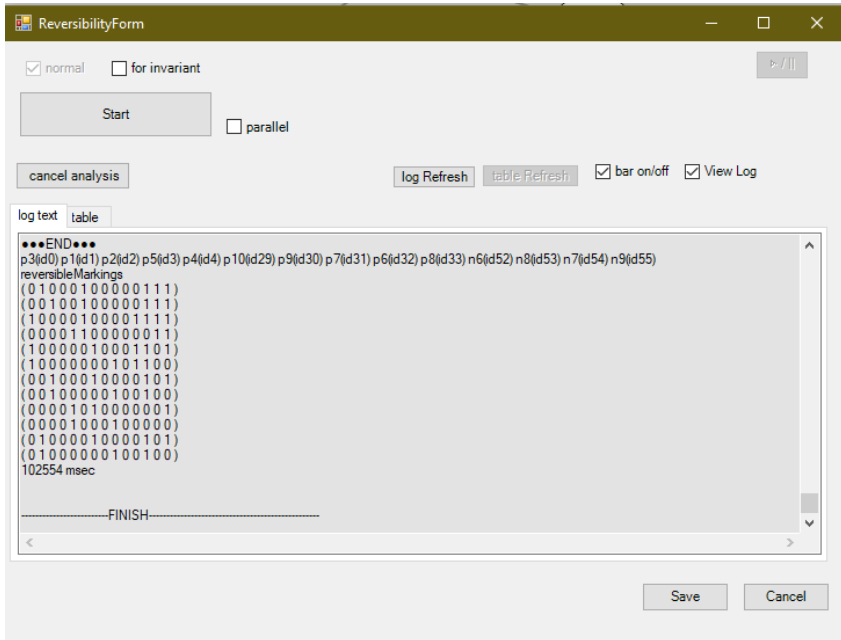 ReversibilityForm
normal for invariant
▷/||
Start
parallel
cancel analysis log Refresh table Refresh bar on/off View Log
log text table
●●●END●●●
p3(id0) p1(id1) p2(id2) p5(id3) p4(id4) p10(id29) p9(id30) p7(id31) p6(id32) p8(id33) n6(id52) n8(id53) n7(id54) n9(id55)
reversibleMarkings
( 0 1 0 0 0 1 0 0 0 0 0 1 1 1 )
( 0 0 1 0 0 1 0 0 0 0 0 1 1 1 )
( 1 0 0 0 0 1 0 0 0 0 1 1 1 1 )
( 0 0 0 0 1 1 0 0 0 0 0 0 1 1 )
( 1 0 0 0 0 0 1 0 0 0 1 1 0 1 )
( 1 0 0 0 0 0 0 0 1 0 1 1 0 0 )
( 0 0 1 0 0 0 1 0 0 0 0 1 0 1 )
( 0 0 1 0 0 0 0 0 1 0 0 1 0 0 )
( 0 0 0 0 1 0 1 0 0 0 0 0 0 1 )
( 0 0 0 0 1 0 0 0 1 0 0 0 0 0 )
( 0 1 0 0 0 0 1 0 0 0 0 1 0 1 )
( 0 1 0 0 0 0 0 0 1 0 0 1 0 0 )
102554 msec
-------------------------FINISH-------------------------------------------------
Save Cancel